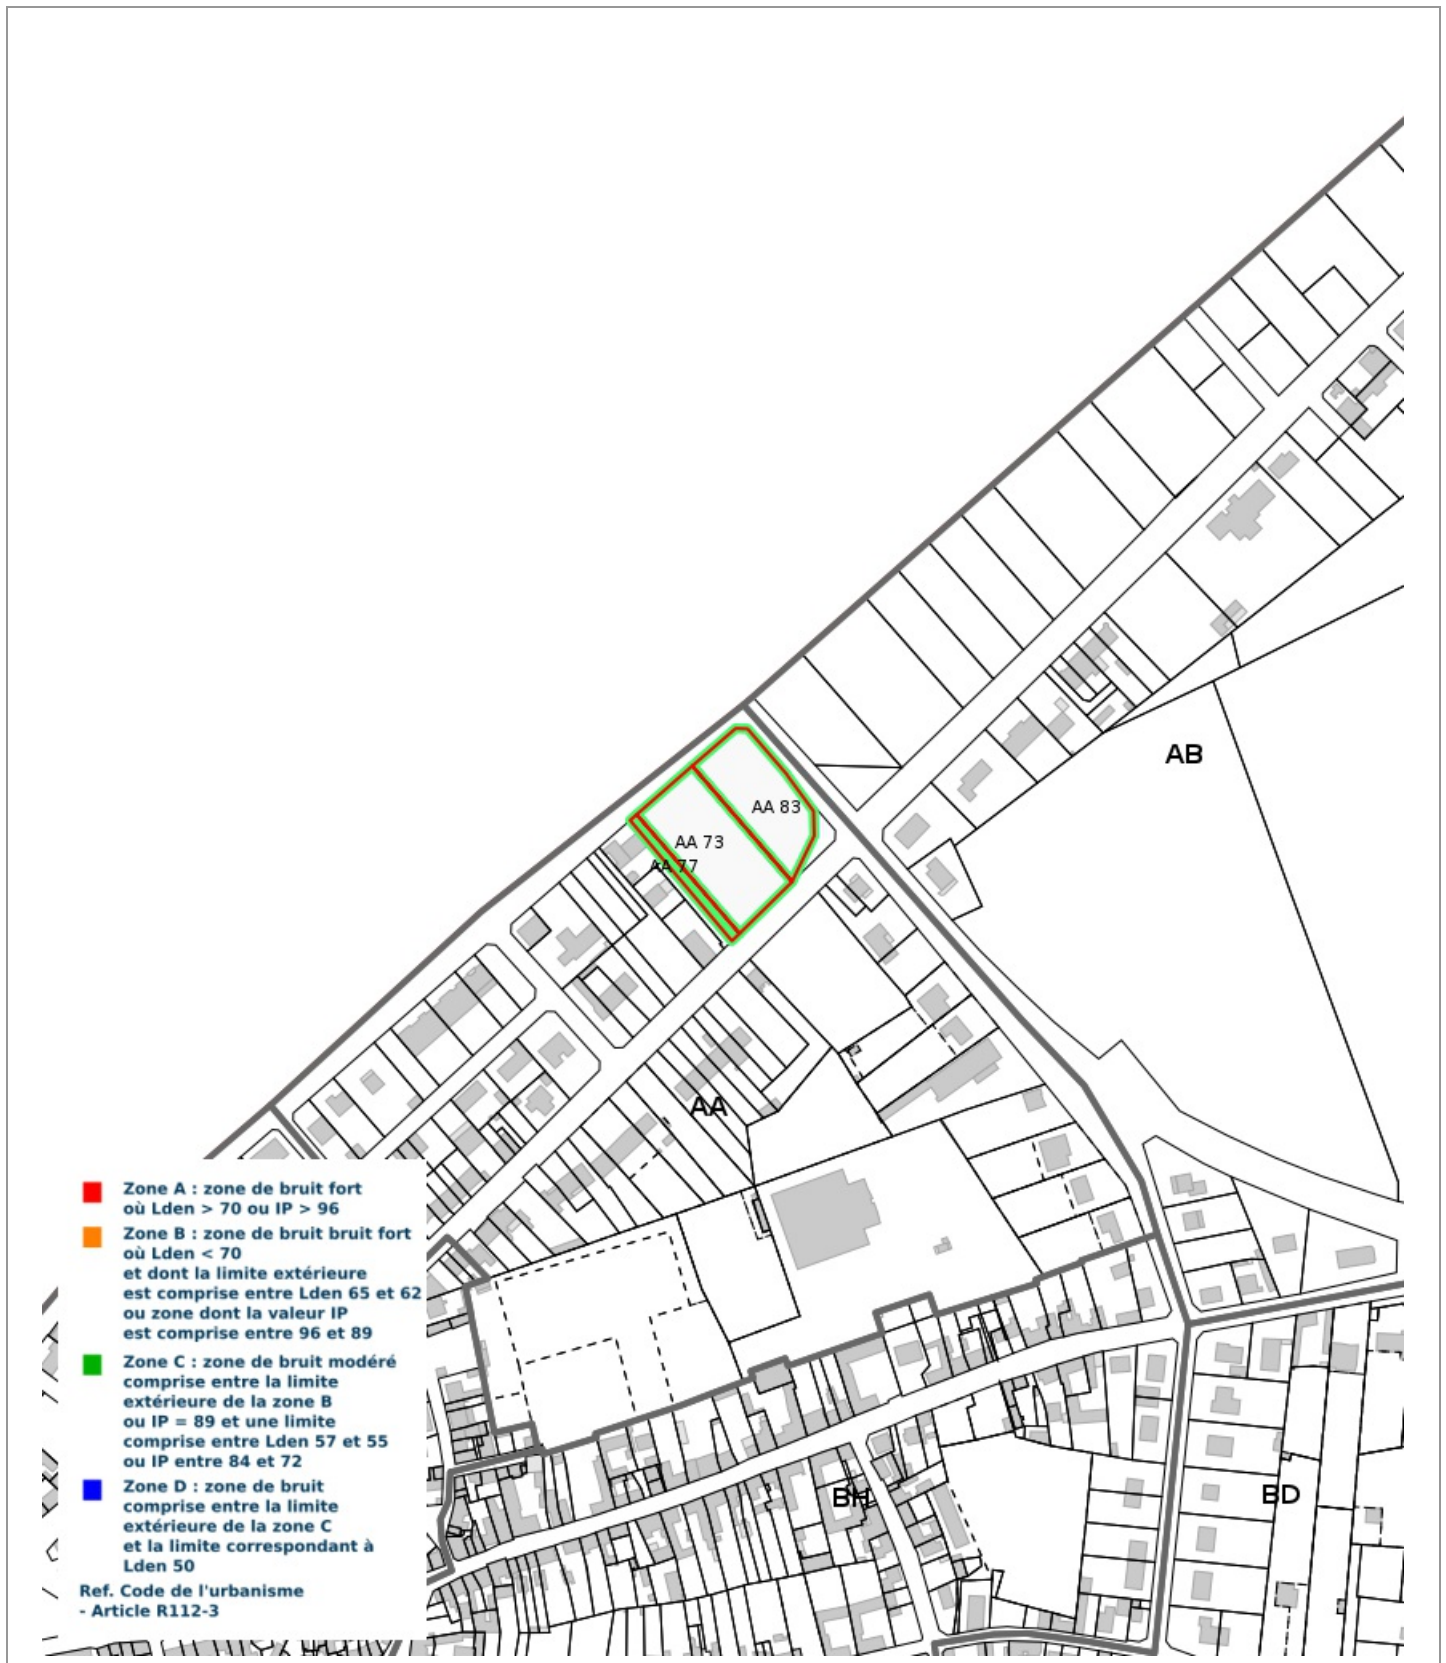 AB
AA 83
AA 73
AA 77
AA
Zone A : zone de bruit fort
où Lden > 70 ou IP > 96
Zone B : zone de bruit bruit fort
où Lden < 70
et dont la limite extérieure
est comprise entre Lden 65 et 62
ou zone dont la valeur IP
est comprise entre 96 et 89
Zone C : zone de bruit modéré
comprise entre la limite
extérieure de la zone B
ou IP = 89 et une limite
comprise entre Lden 57 et 55
ou IP entre 84 et 72
Zone D : zone de bruit
comprise entre la limite
extérieure de la zone C
et la limite correspondant à
Lden 50
Ref. Code de l'urbanisme
- Article R112-3
BH
BD